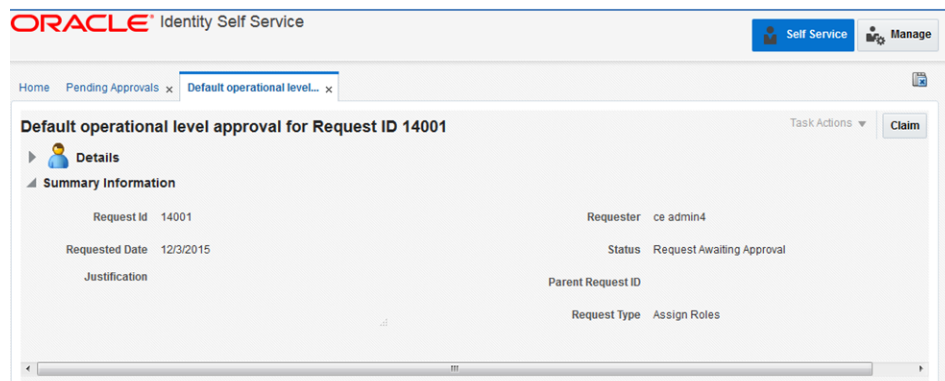 ORACLE® Identity Self Service
Self Service Manage
Home Pending Approvals x Default operational level... x
Default operational level approval for Request ID 14001 Task Actions Claim
Details
Summary Information
Request Id 14001 Requester ce admin4
Requested Date 12/3/2015 Status Request Awaiting Approval
Justification Parent Request ID
Request Type Assign Roles